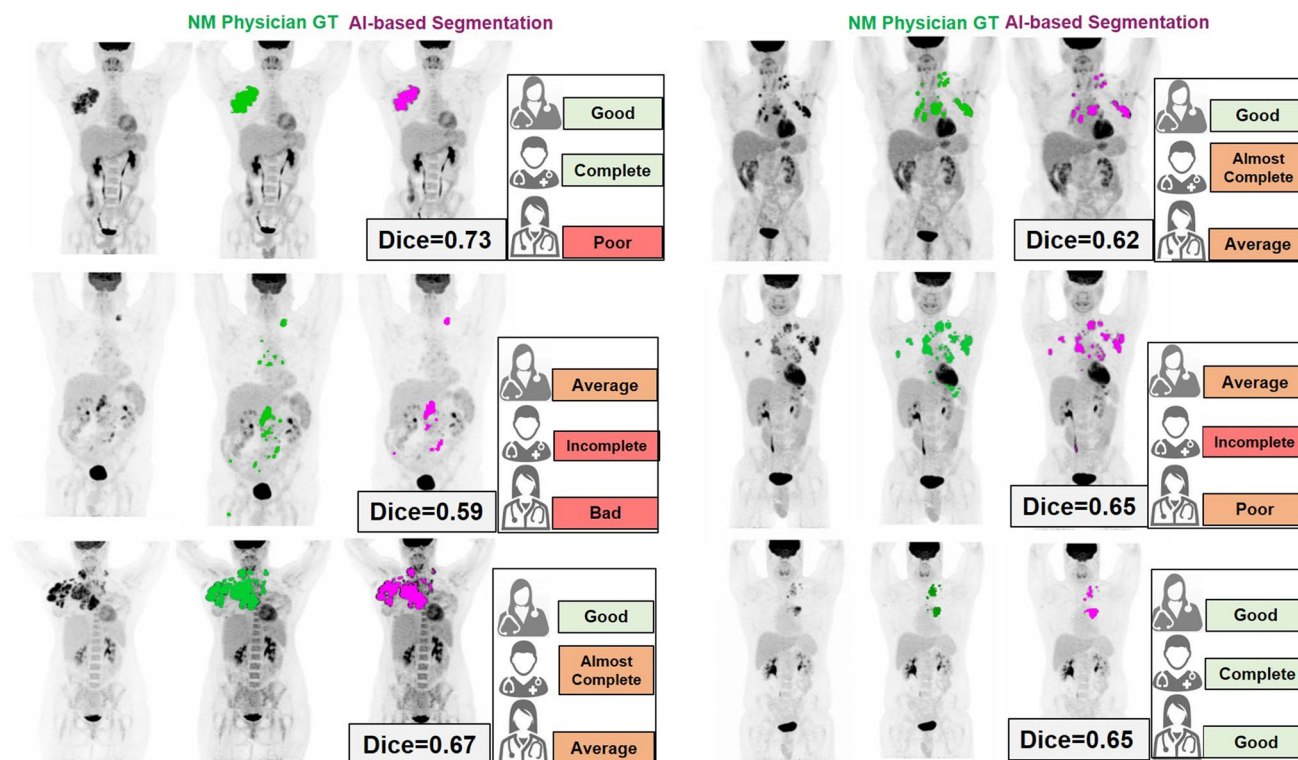 NM Physician GT AI-based Segmentation
Good
Complete
Poor
Dice=0.73
NM Physician GT AI-based Segmentation
Good
Almost
Complete
Average
Dice=0.62
Average
Incomplete
Bad
Dice=0.59
Average
Incomplete
Poor
Dice=0.65
Good
Almost
Complete
Average
Dice=0.67
Good
Complete
Good
Dice=0.65